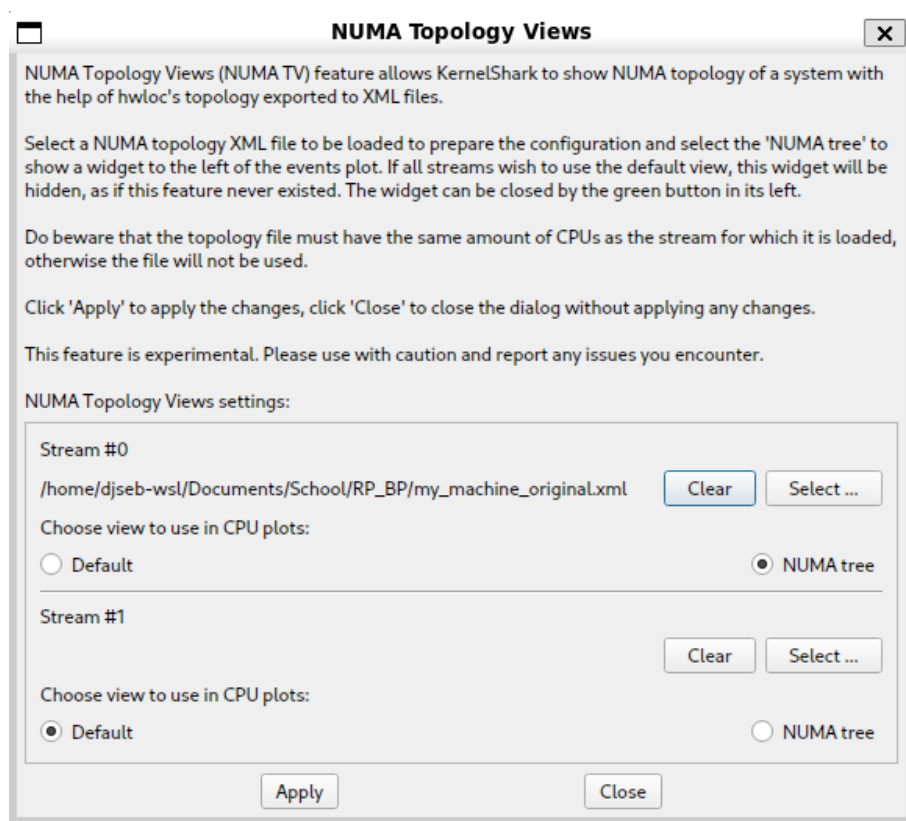 NUMA Topology Views
NUMA Topology Views (NUMA TV) feature allows KernelShark to show NUMA topology of a system with
the help of hwloc's topology exported to XML files.
Select a NUMA topology XML file to be loaded to prepare the configuration and select the 'NUMA tree' to
show a widget to the left of the events plot. If all streams wish to use the default view, this widget will be
hidden, as if this feature never existed. The widget can be closed by the green button in its left.
Do beware that the topology file must have the same amount of CPUs as the stream for which it is loaded,
otherwise the file will not be used.
Click 'Apply' to apply the changes, click 'Close' to close the dialog without applying any changes.
This feature is experimental. Please use with caution and report any issues you encounter.
NUMA Topology Views settings:
Stream #0
/home/djseb-wsl/Documents/School/RP_BP/my_machine_original.xml Clear Select ...
Choose view to use in CPU plots:
Default NUMA tree
Stream #1
Clear Select ...
Choose view to use in CPU plots:
Default NUMA tree
Apply Close